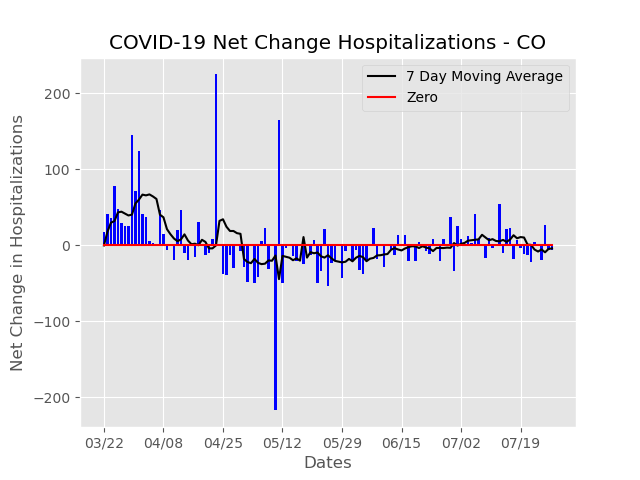 COVID-19 Net Change Hospitalizations - CO
7 Day Moving Average
Zero
Net Change in Hospitalizations
200
100
0
−100
−200
03/22 04/08 04/25 05/12 05/29 06/15 07/02 07/19
Dates